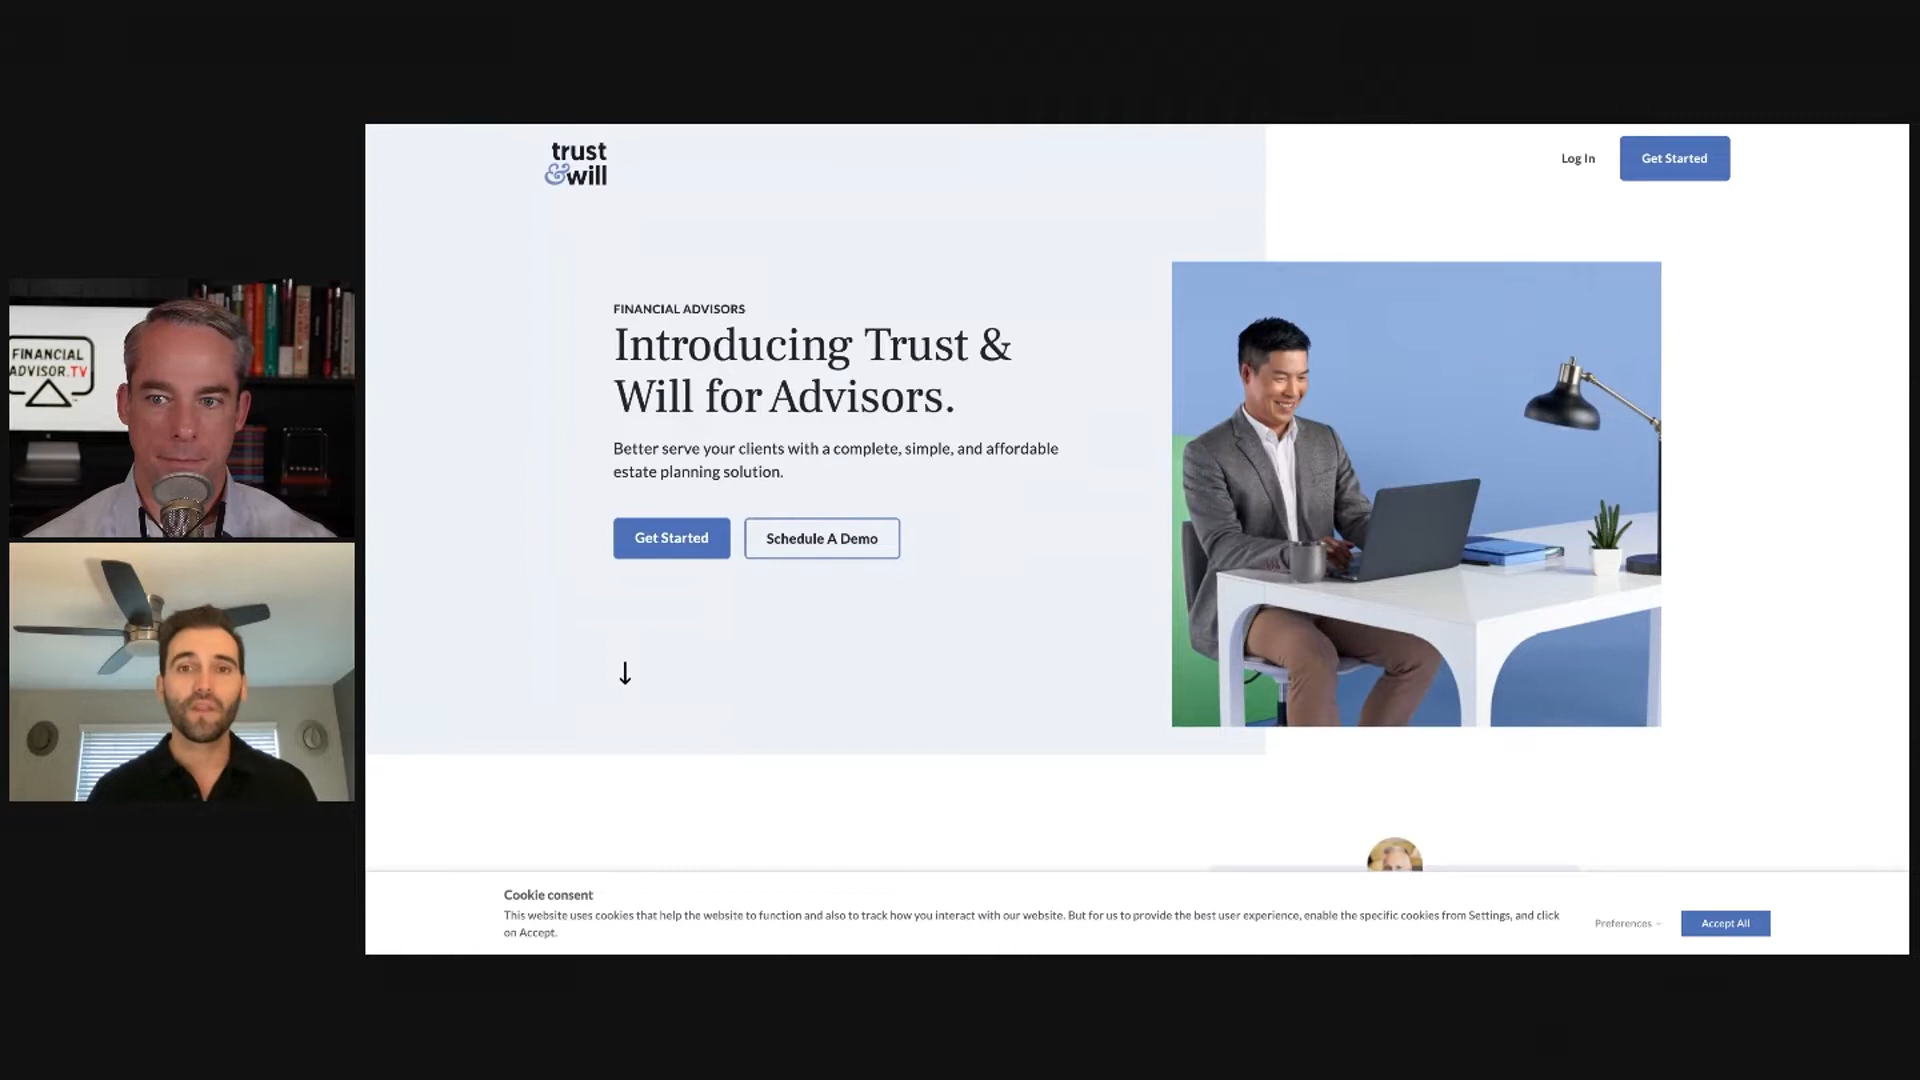 FINANCIAL
ADVISOR.TV
trust
&will
Log In
Get Started
FINANCIAL ADVISORS
Introducing Trust &
Will for Advisors.
Better serve your clients with a complete, simple, and affordable
estate planning solution.
Get Started
Schedule A Demo
Cookie consent
This website uses cookies that help the website to function and also to track how you interact with our website. But for us to provide the best user experience, enable the specific cookies from Settings, and click
on Accept.
Preferences
Accept All